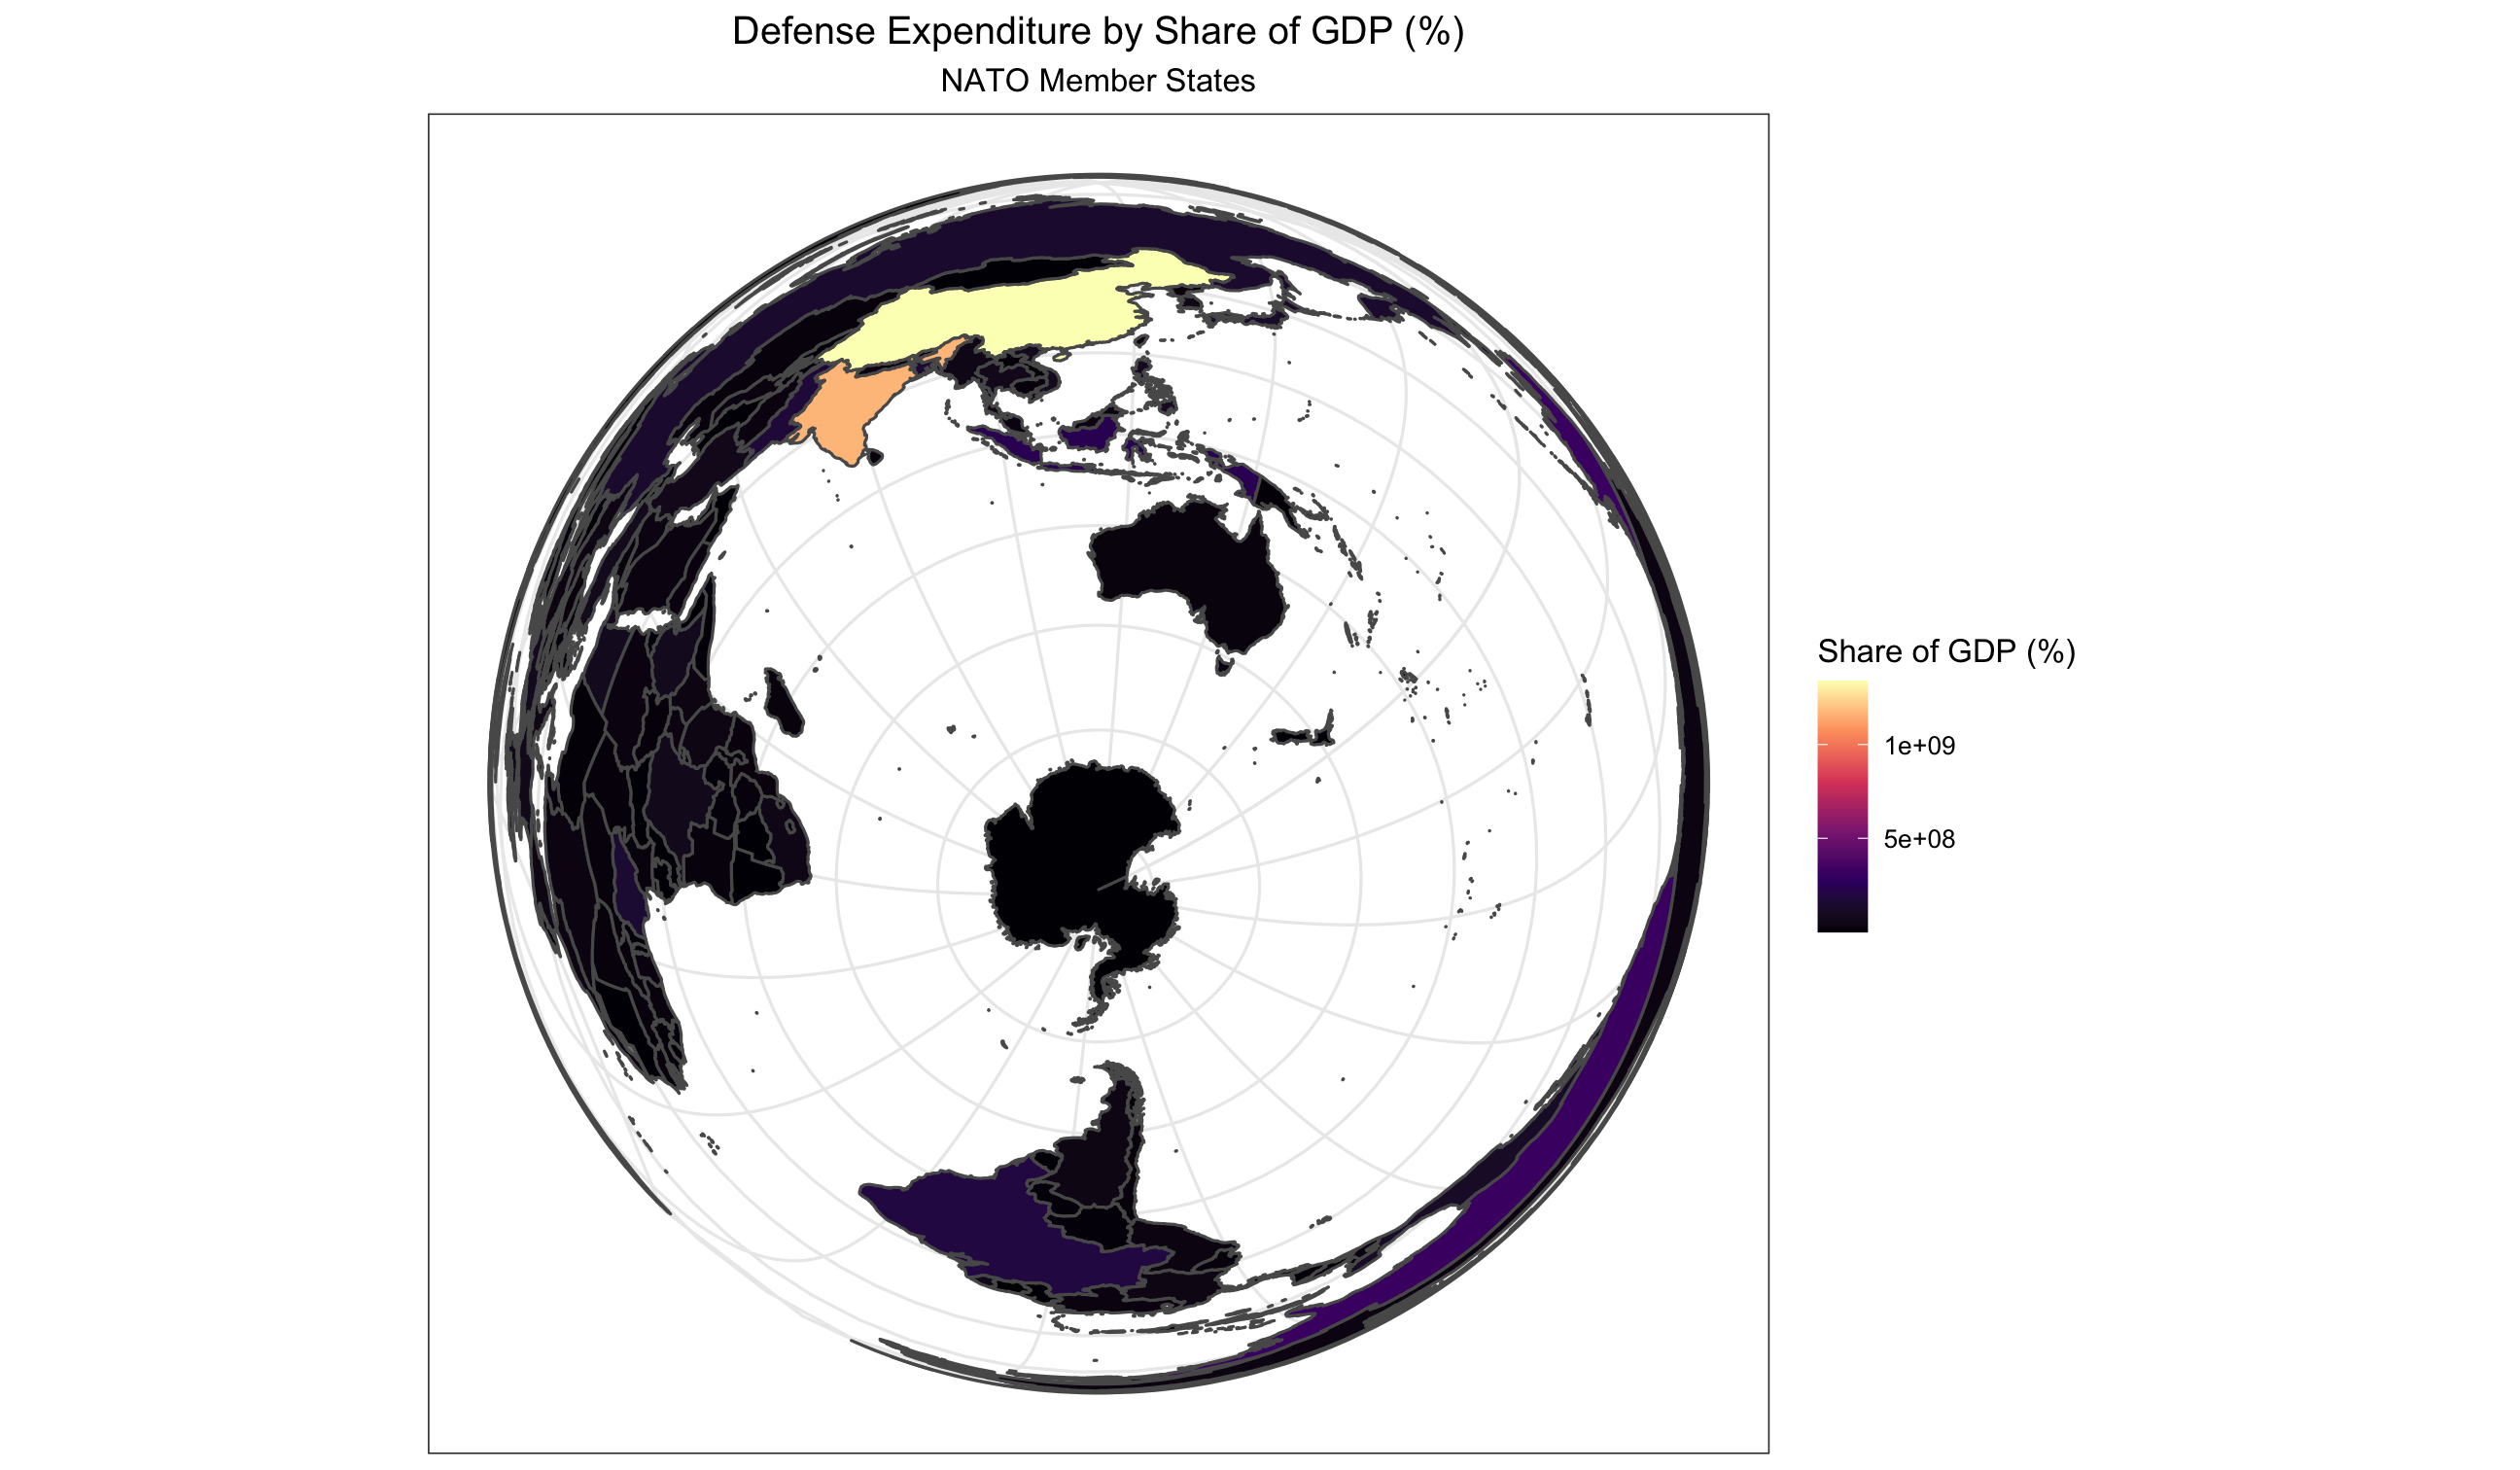 Defense Expenditure by Share of GDP (%)
NATO Member States
Share of GDP (%)
1e+09
5e+08